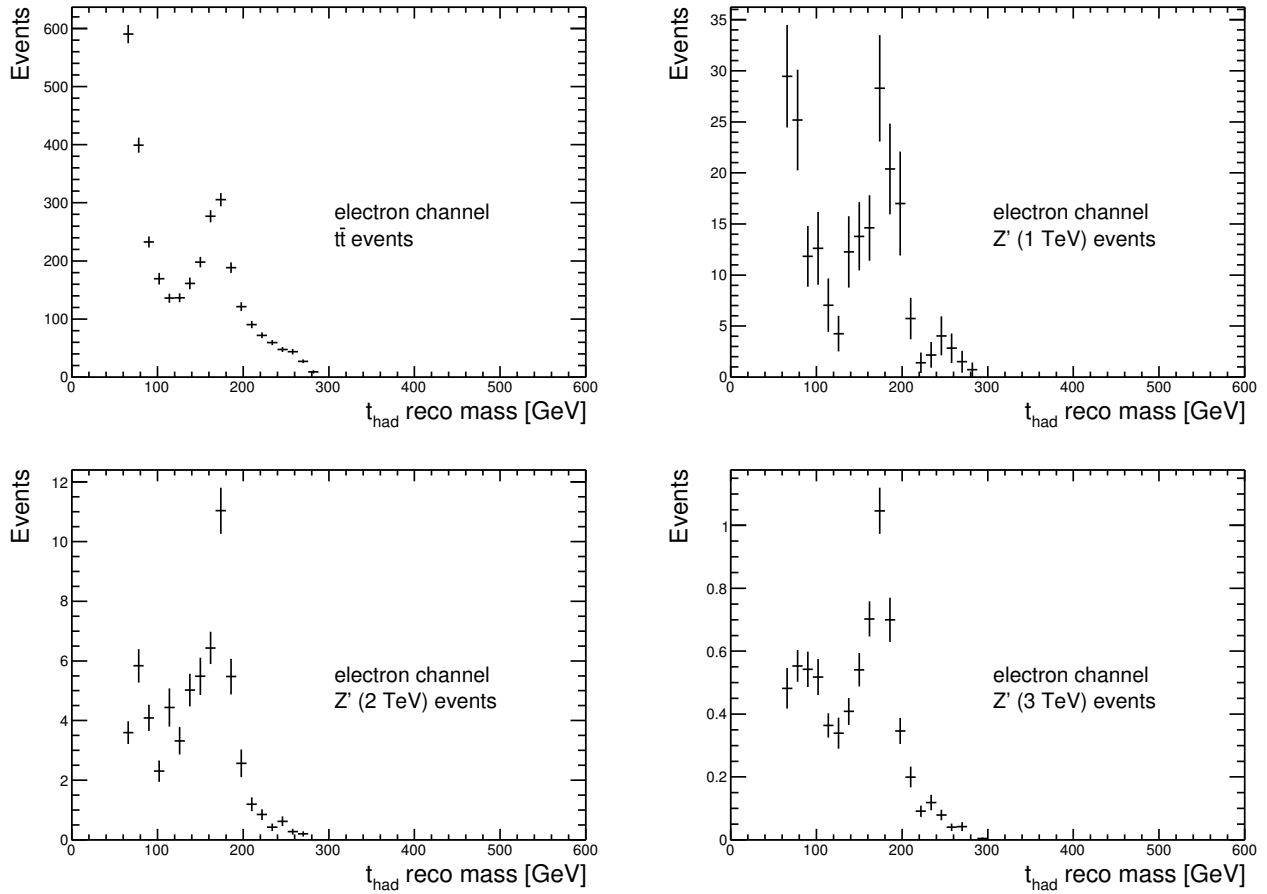 Events
600
500
400
300
200
100
0
0 100 200 300 400 500 600
t_had reco mass [GeV]
electron channel
tt̄ events
Events
35
30
25
20
15
10
5
0
0 100 200 300 400 500 600
t_had reco mass [GeV]
electron channel
Z' (1 TeV) events
Events
12
10
8
6
4
2
0
0 100 200 300 400 500 600
t_had reco mass [GeV]
electron channel
Z' (2 TeV) events
Events
1
0.8
0.6
0.4
0.2
0
0 100 200 300 400 500 600
t_had reco mass [GeV]
electron channel
Z' (3 TeV) events